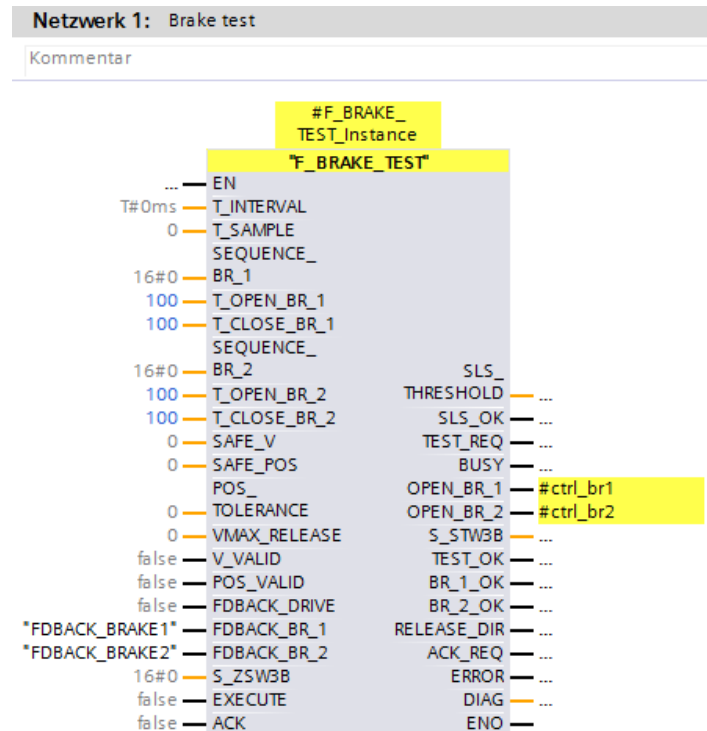 Netzwerk 1: Brake test
Kommentar
#F_BRAKE_
TEST_Instance
"F_BRAKE_TEST"
... EN
T#0ms T_INTERVAL
0 T_SAMPLE
SEQUENCE_
16#0 BR_1
100 T_OPEN_BR_1
100 T_CLOSE_BR_1
SEQUENCE_
16#0 BR_2 SLS_
100 T_OPEN_BR_2 THRESHOLD ...
100 T_CLOSE_BR_2 SLS_OK ...
0 SAFE_V TEST_REQ ...
0 SAFE_POS BUSY ...
POS_ OPEN_BR_1 #ctrl_br1
0 TOLERANCE OPEN_BR_2 #ctrl_br2
0 VMAX_RELEASE S_STW3B ...
false V_VALID TEST_OK ...
false POS_VALID BR_1_OK ...
false FDBACK_DRIVE BR_2_OK ...
"FDBACK_BRAKE1" FDBACK_BR_1 RELEASE_DIR ...
"FDBACK_BRAKE2" FDBACK_BR_2 ACK_REQ ...
16#0 S_ZSW3B ERROR ...
false EXECUTE DIAG ...
false ACK ENO